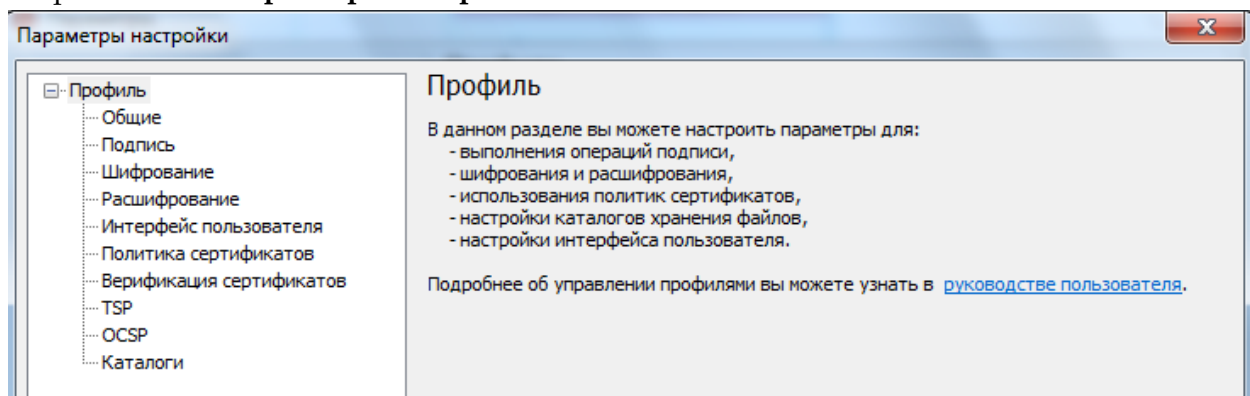 Параметры настройки
Профиль
Общие
Подпись
Шифрование
Расшифрование
Интерфейс пользователя
Политика сертификатов
Верификация сертификатов
TSP
OCSP
Каталоги
Профиль
В данном разделе вы можете настроить параметры для:
- выполнения операций подписи,
- шифрования и расшифрования,
- использования политик сертификатов,
- настройки каталогов хранения файлов,
- настройки интерфейса пользователя.
Подробнее об управлении профилями вы можете узнать в руководстве пользователя.